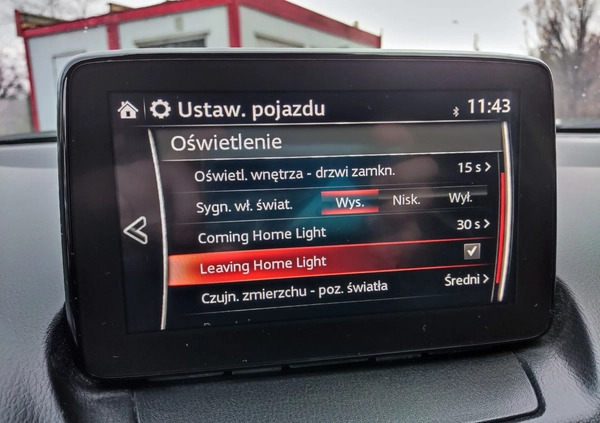 Ustaw. pojazdu 11:43
Oświetlenie
Oświetl. wnętrza - drzwi zamkn. 15 s
Sygn. wł. świat. Wys. Nisk. Wył.
Coming Home Light 30 s
Leaving Home Light
Czujn. zmierzchu - poz. światła Średni